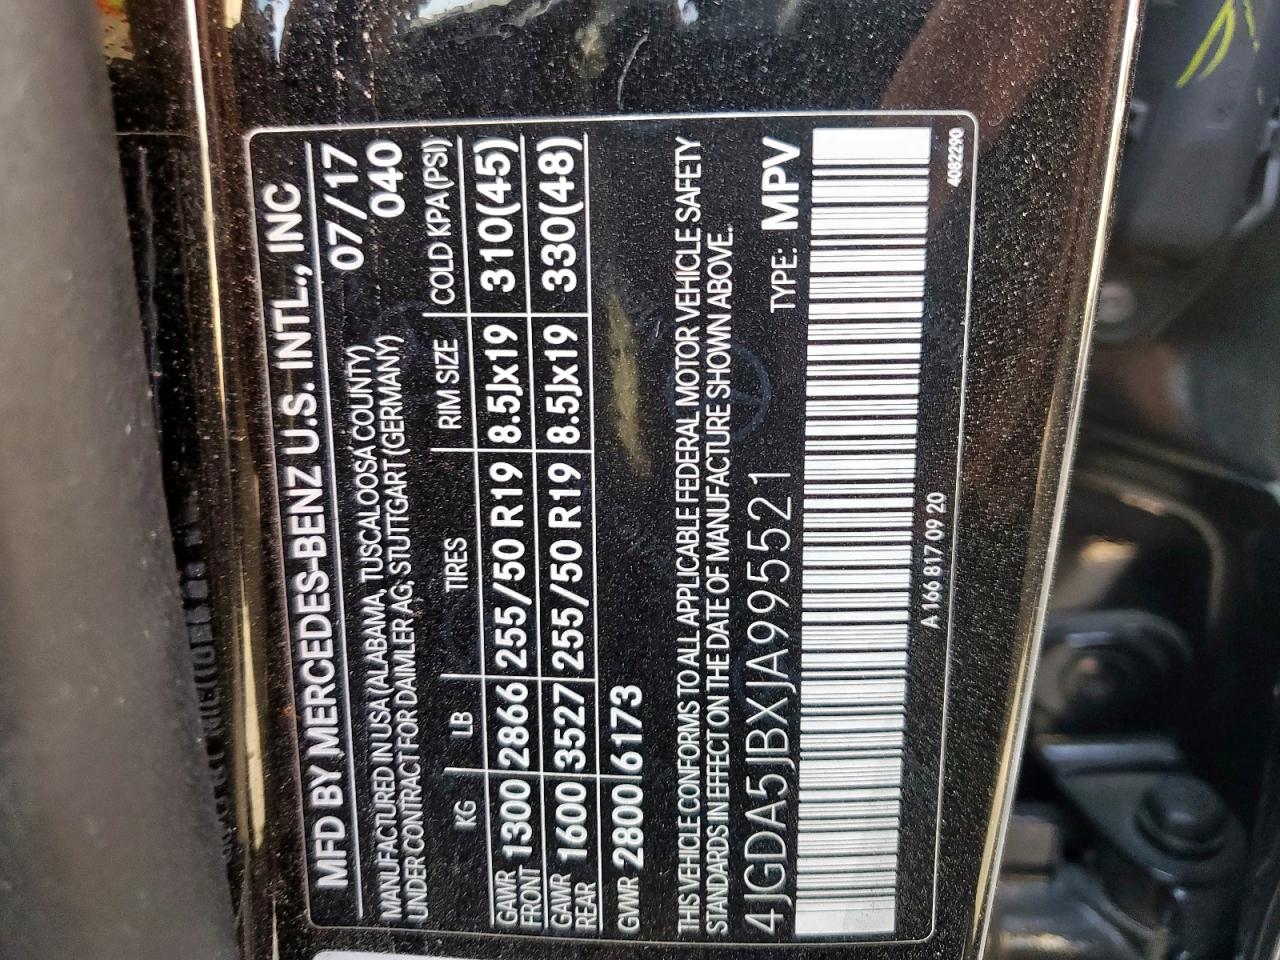 MFD BY MERCEDES-BENZ U.S. INTL., INC
07/17
MANUFACTURED IN USA (ALABAMA, TUSCALOOSA COUNTY) 040
UNDER CONTRACT FOR DAIMLER AG, STUTTGART (GERMANY)
KG LB TIRES RIM SIZE COLD KPA (PSI)
GAWR FRONT 1300 2866 255/50 R19 8.5Jx19 310(45)
GAWR REAR 1600 3527 255/50 R19 8.5Jx19 330(48)
GVWR 2800 6173
THIS VEHICLE CONFORMS TO ALL APPLICABLE FEDERAL MOTOR VEHICLE SAFETY
STANDARDS IN EFFECT ON THE DATE OF MANUFACTURE SHOWN ABOVE.
4JGDA5JBXJA995521 TYPE: MPV
A 166 817 09 20
4082290